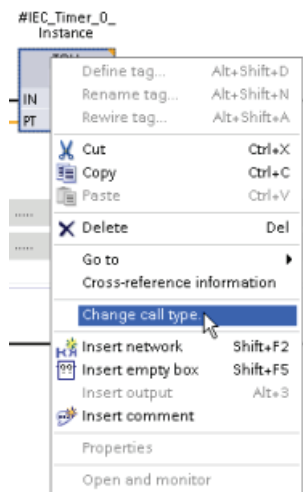 #IEC_Timer_0_
Instance
IN
PT
Define tag... Alt+Shift+D
Rename tag... Alt+Shift+N
Rewire tag... Alt+Shift+A
Cut Ctrl+X
Copy Ctrl+C
Paste Ctrl+V
Delete Del
Go to
Cross-reference information
Change call type...
Insert network Shift+F2
Insert empty box Shift+F5
Insert output Alt+3
Insert comment
Properties
Open and monitor